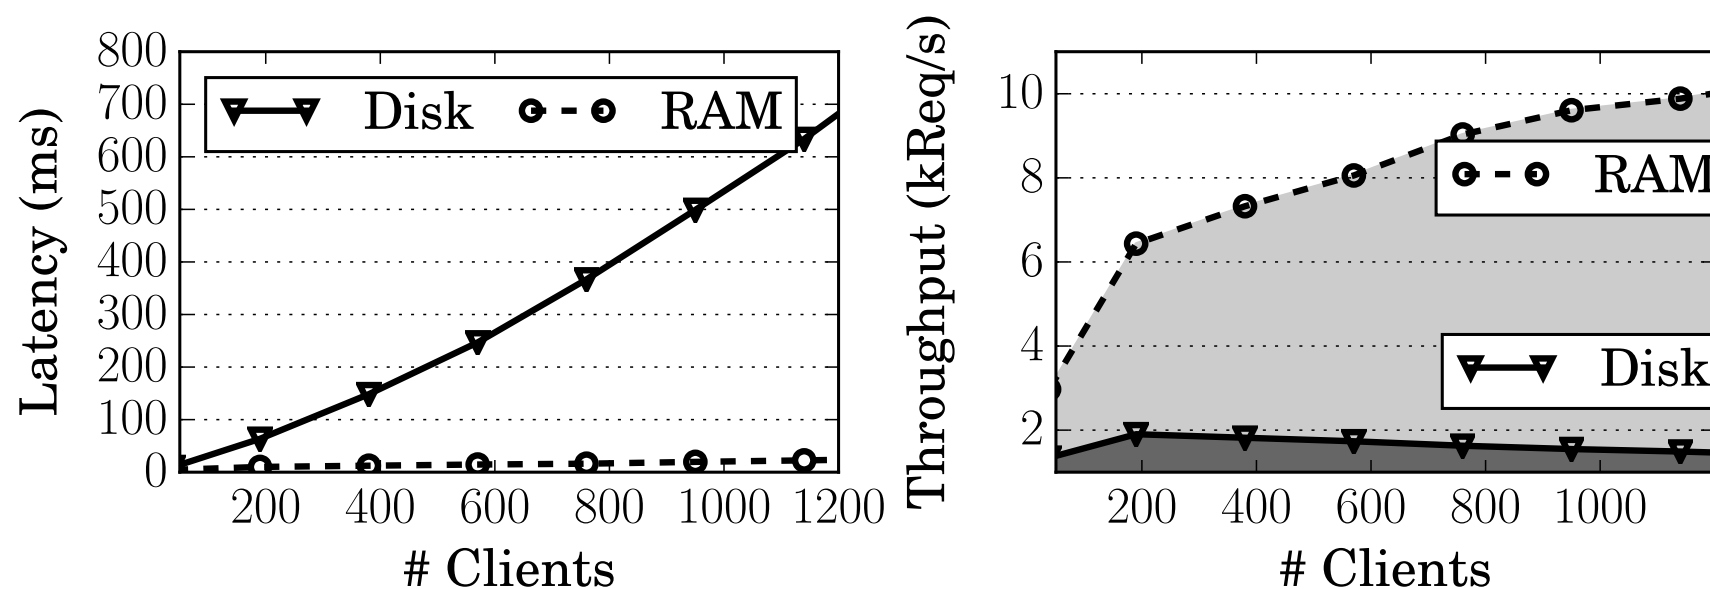 Latency (ms)
800
700
600
500
400
300
200
100
0
Disk RAM
200 400 600 800 1000 1200
# Clients
Throughput (kReq/s)
10
8
6
4
2
RAM
Disk
200 400 600 800 1000
# Clients